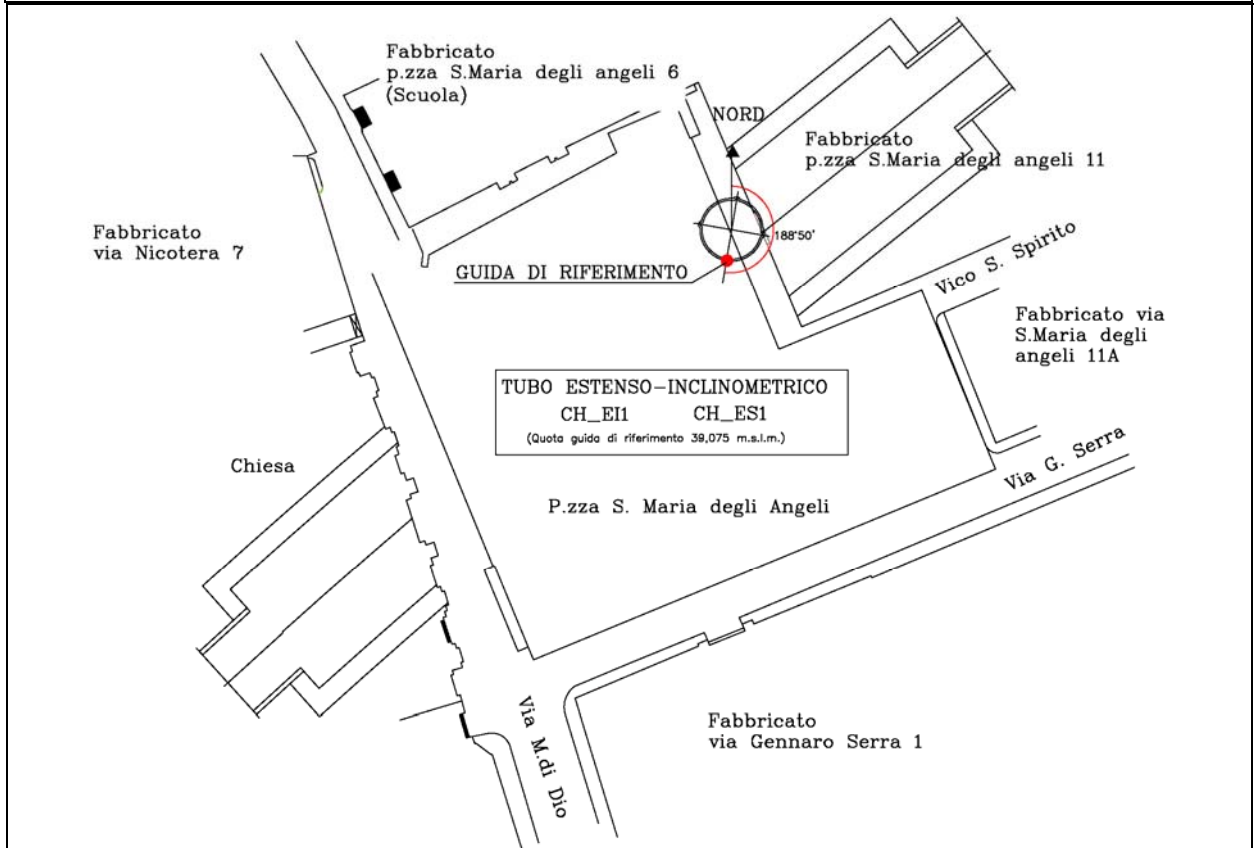 Fabbricato
p.zza S.Maria degli angeli 6
(Scuola)
NORD
Fabbricato
p.zza S.Maria degli angeli 11
Fabbricato
via Nicotera 7
188°50'
GUIDA DI RIFERIMENTO
Vico S. Spirito
Fabbricato via
S.Maria degli
angeli 11A
TUBO ESTENSO-INCLINOMETRICO
CH_EI1 CH_ES1
(Quota guida di riferimento 39,075 m.s.l.m.)
Chiesa
Via G. Serra
P.zza S. Maria degli Angeli
Via M.di Dio
Fabbricato
via Gennaro Serra 1